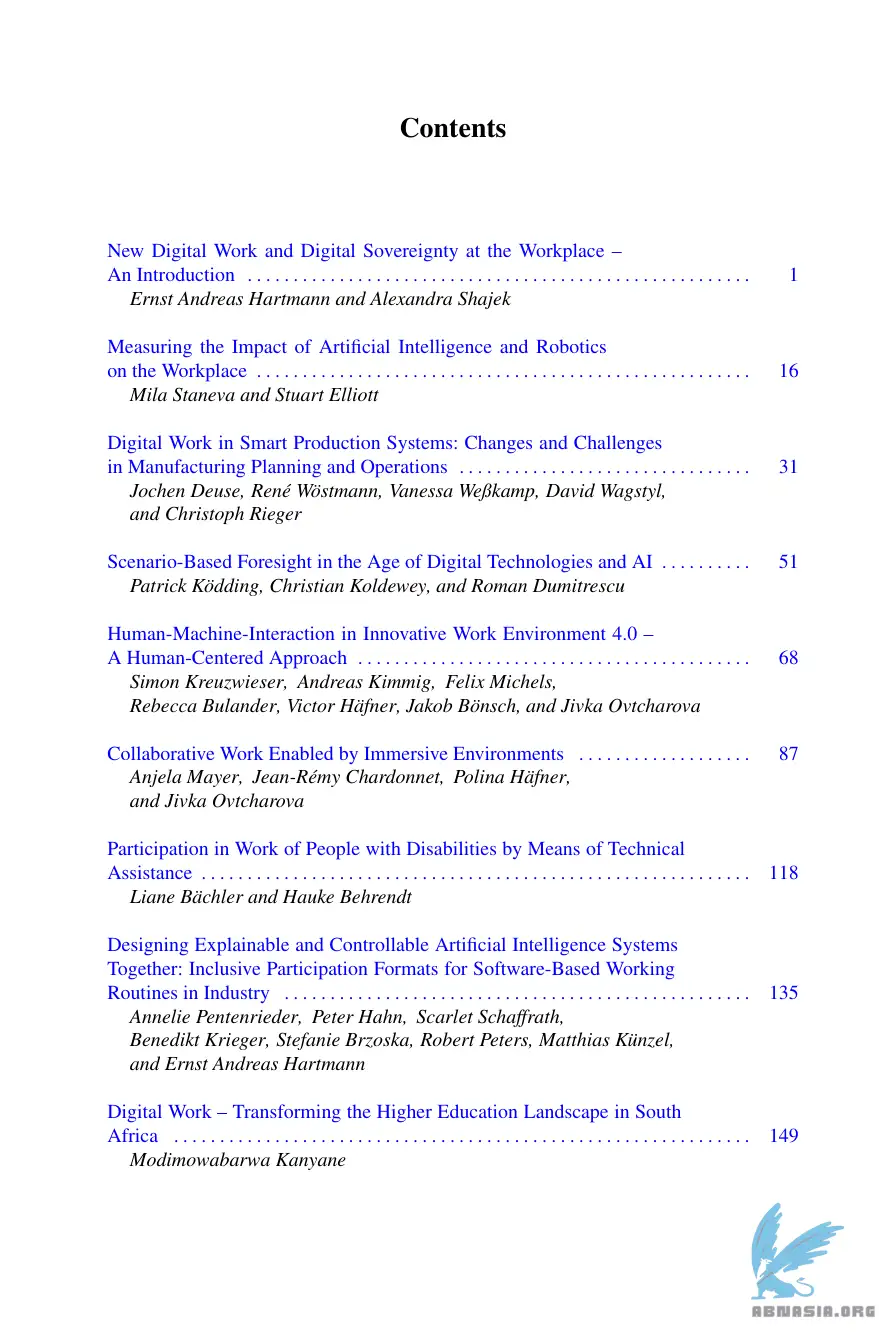 Contents
New Digital Work and Digital Sovereignty at the Workplace –
An Introduction . . . . . . . . . . . . . . . . . . . . . . . . . . . . . . . . . . . . . . . . . . . . . . . . . . . . . . . 1
Ernst Andreas Hartmann and Alexandra Shajek
Measuring the Impact of Artificial Intelligence and Robotics
on the Workplace . . . . . . . . . . . . . . . . . . . . . . . . . . . . . . . . . . . . . . . . . . . . . . . . . . . . . . 16
Mila Staneva and Stuart Elliott
Digital Work in Smart Production Systems: Changes and Challenges
in Manufacturing Planning and Operations . . . . . . . . . . . . . . . . . . . . . . . . . . . . . . . . 31
Jochen Deuse, René Wöstmann, Vanessa Weßkamp, David Wagstyl,
and Christoph Rieger
Scenario-Based Foresight in the Age of Digital Technologies and AI . . . . . . . . . . 51
Patrick Ködding, Christian Koldewey, and Roman Dumitrescu
Human-Machine-Interaction in Innovative Work Environment 4.0 –
A Human-Centered Approach . . . . . . . . . . . . . . . . . . . . . . . . . . . . . . . . . . . . . . . . . . . 68
Simon Kreuzwieser, Andreas Kimmig, Felix Michels,
Rebecca Bulander, Victor Häfner, Jakob Bönsch, and Jivka Ovtcharova
Collaborative Work Enabled by Immersive Environments . . . . . . . . . . . . . . . . . . . 87
Anjela Mayer, Jean-Rémy Chardonnet, Polina Häfner,
and Jivka Ovtcharova
Participation in Work of People with Disabilities by Means of Technical
Assistance . . . . . . . . . . . . . . . . . . . . . . . . . . . . . . . . . . . . . . . . . . . . . . . . . . . . . . . . . . . . 118
Liane Bächler and Hauke Behrendt
Designing Explainable and Controllable Artificial Intelligence Systems
Together: Inclusive Participation Formats for Software-Based Working
Routines in Industry . . . . . . . . . . . . . . . . . . . . . . . . . . . . . . . . . . . . . . . . . . . . . . . . . . . 135
Annelie Pentenrieder, Peter Hahn, Scarlet Schaffrath,
Benedikt Krieger, Stefanie Brzoska, Robert Peters, Matthias Künzel,
and Ernst Andreas Hartmann
Digital Work – Transforming the Higher Education Landscape in South
Africa . . . . . . . . . . . . . . . . . . . . . . . . . . . . . . . . . . . . . . . . . . . . . . . . . . . . . . . . . . . . . . . 149
Modimowabarwa Kanyane
ABNASIA.ORG